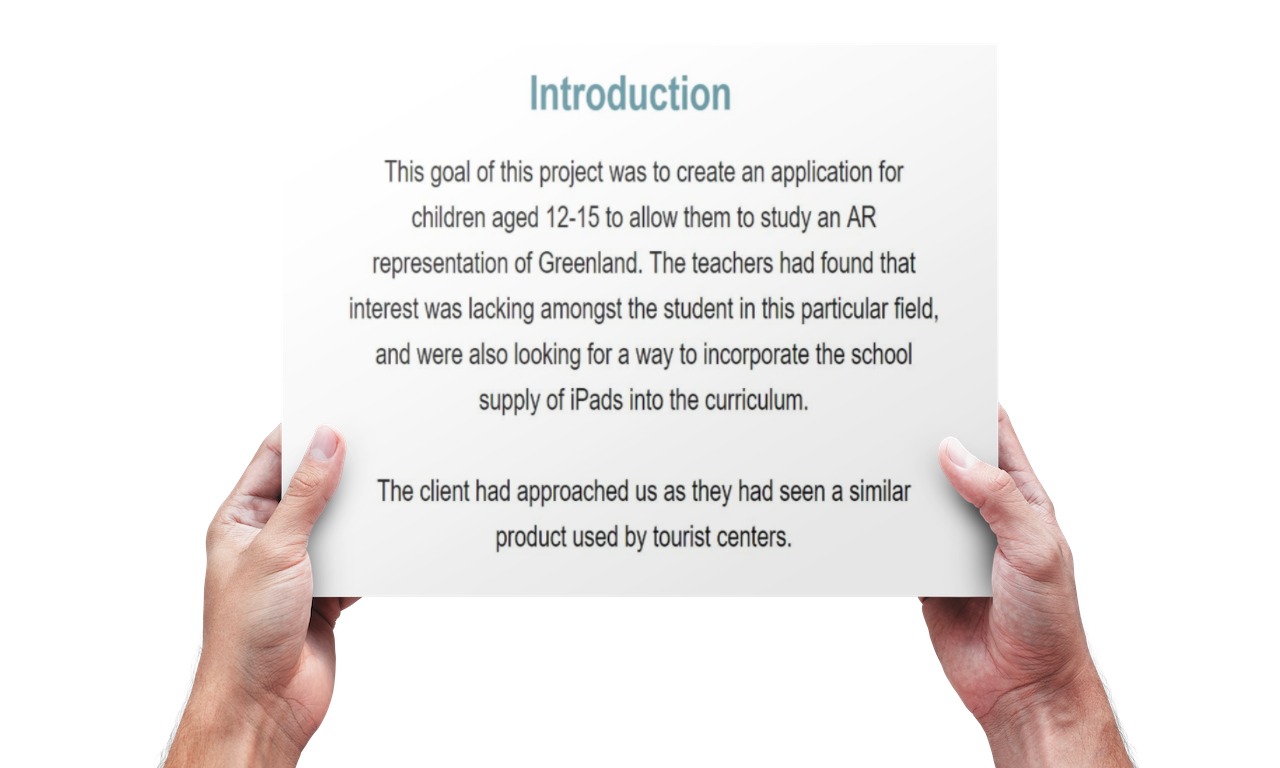 Introduction
This goal of this project was to create an application for
children aged 12-15 to allow them to study an AR
representation of Greenland. The teachers had found that
interest was lacking amongst the student in this particular field,
and were also looking for a way to incorporate the school
supply of iPads into the curriculum.
The client had approached us as they had seen a similar
product used by tourist centers.